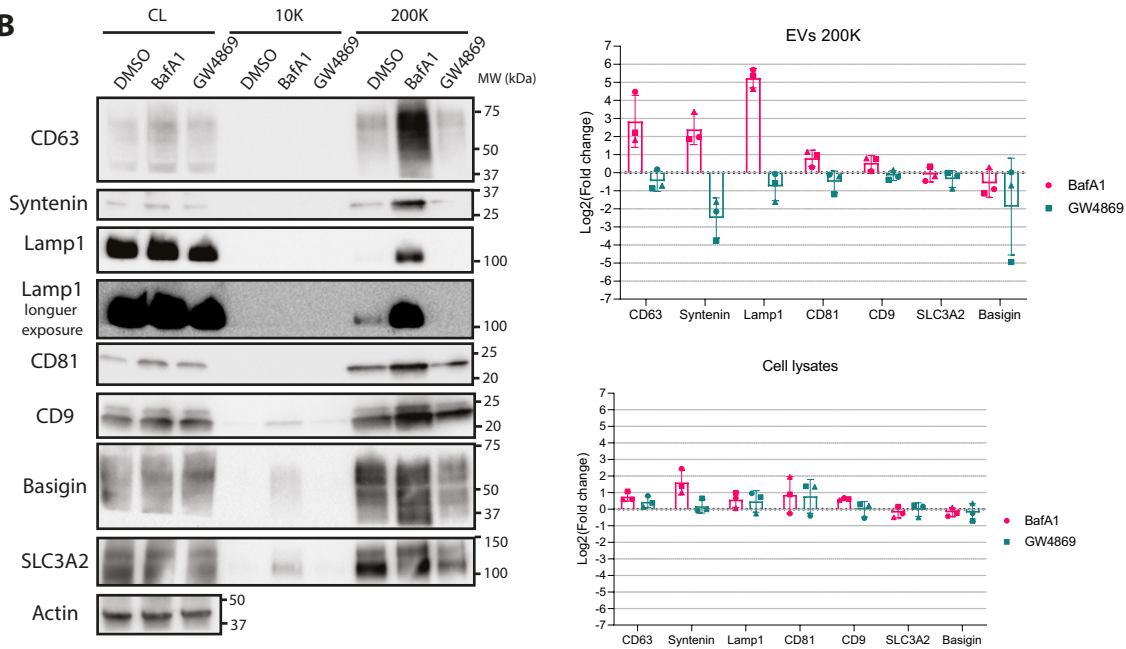 B
CL 10K 200K
DMSO BafA1 GW4869 DMSO BafA1 GW4869 DMSO BafA1 GW4869
MW (kDa)
CD63
75
50
37
Syntenin
37
25
Lamp1
100
Lamp1
longuer
exposure
100
CD81
25
20
CD9
25
20
Basigin
75
50
37
SLC3A2
150
100
Actin
50
37
EVs 200K
Log2(Fold change)
7
6
5
4
3
2
1
0
-1
-2
-3
-4
-5
-6
-7
CD63 Syntenin Lamp1 CD81 CD9 SLC3A2 Basigin
BafA1
GW4869
Cell lysates
Log2(Fold change)
7
6
5
4
3
2
1
0
-1
-2
-3
-4
-5
-6
-7
CD63 Syntenin Lamp1 CD81 CD9 SLC3A2 Basigin
BafA1
GW4869